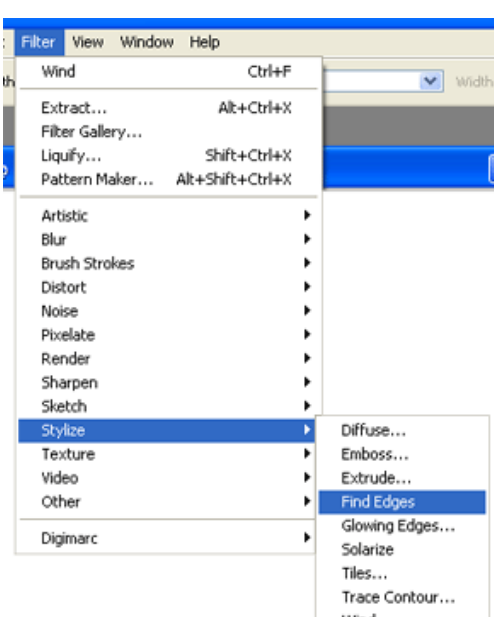 Filter View Window Help
Wind Ctrl+F
Width
Extract... Alt+Ctrl+X
Filter Gallery...
Liquify... Shift+Ctrl+X
Pattern Maker... Alt+Shift+Ctrl+X
Artistic
Blur
Brush Strokes
Distort
Noise
Pixelate
Render
Sharpen
Sketch
Stylize Diffuse...
Texture Emboss...
Video Extrude...
Other Find Edges
Glowing Edges...
Digimarc Solarize
Tiles...
Trace Contour...